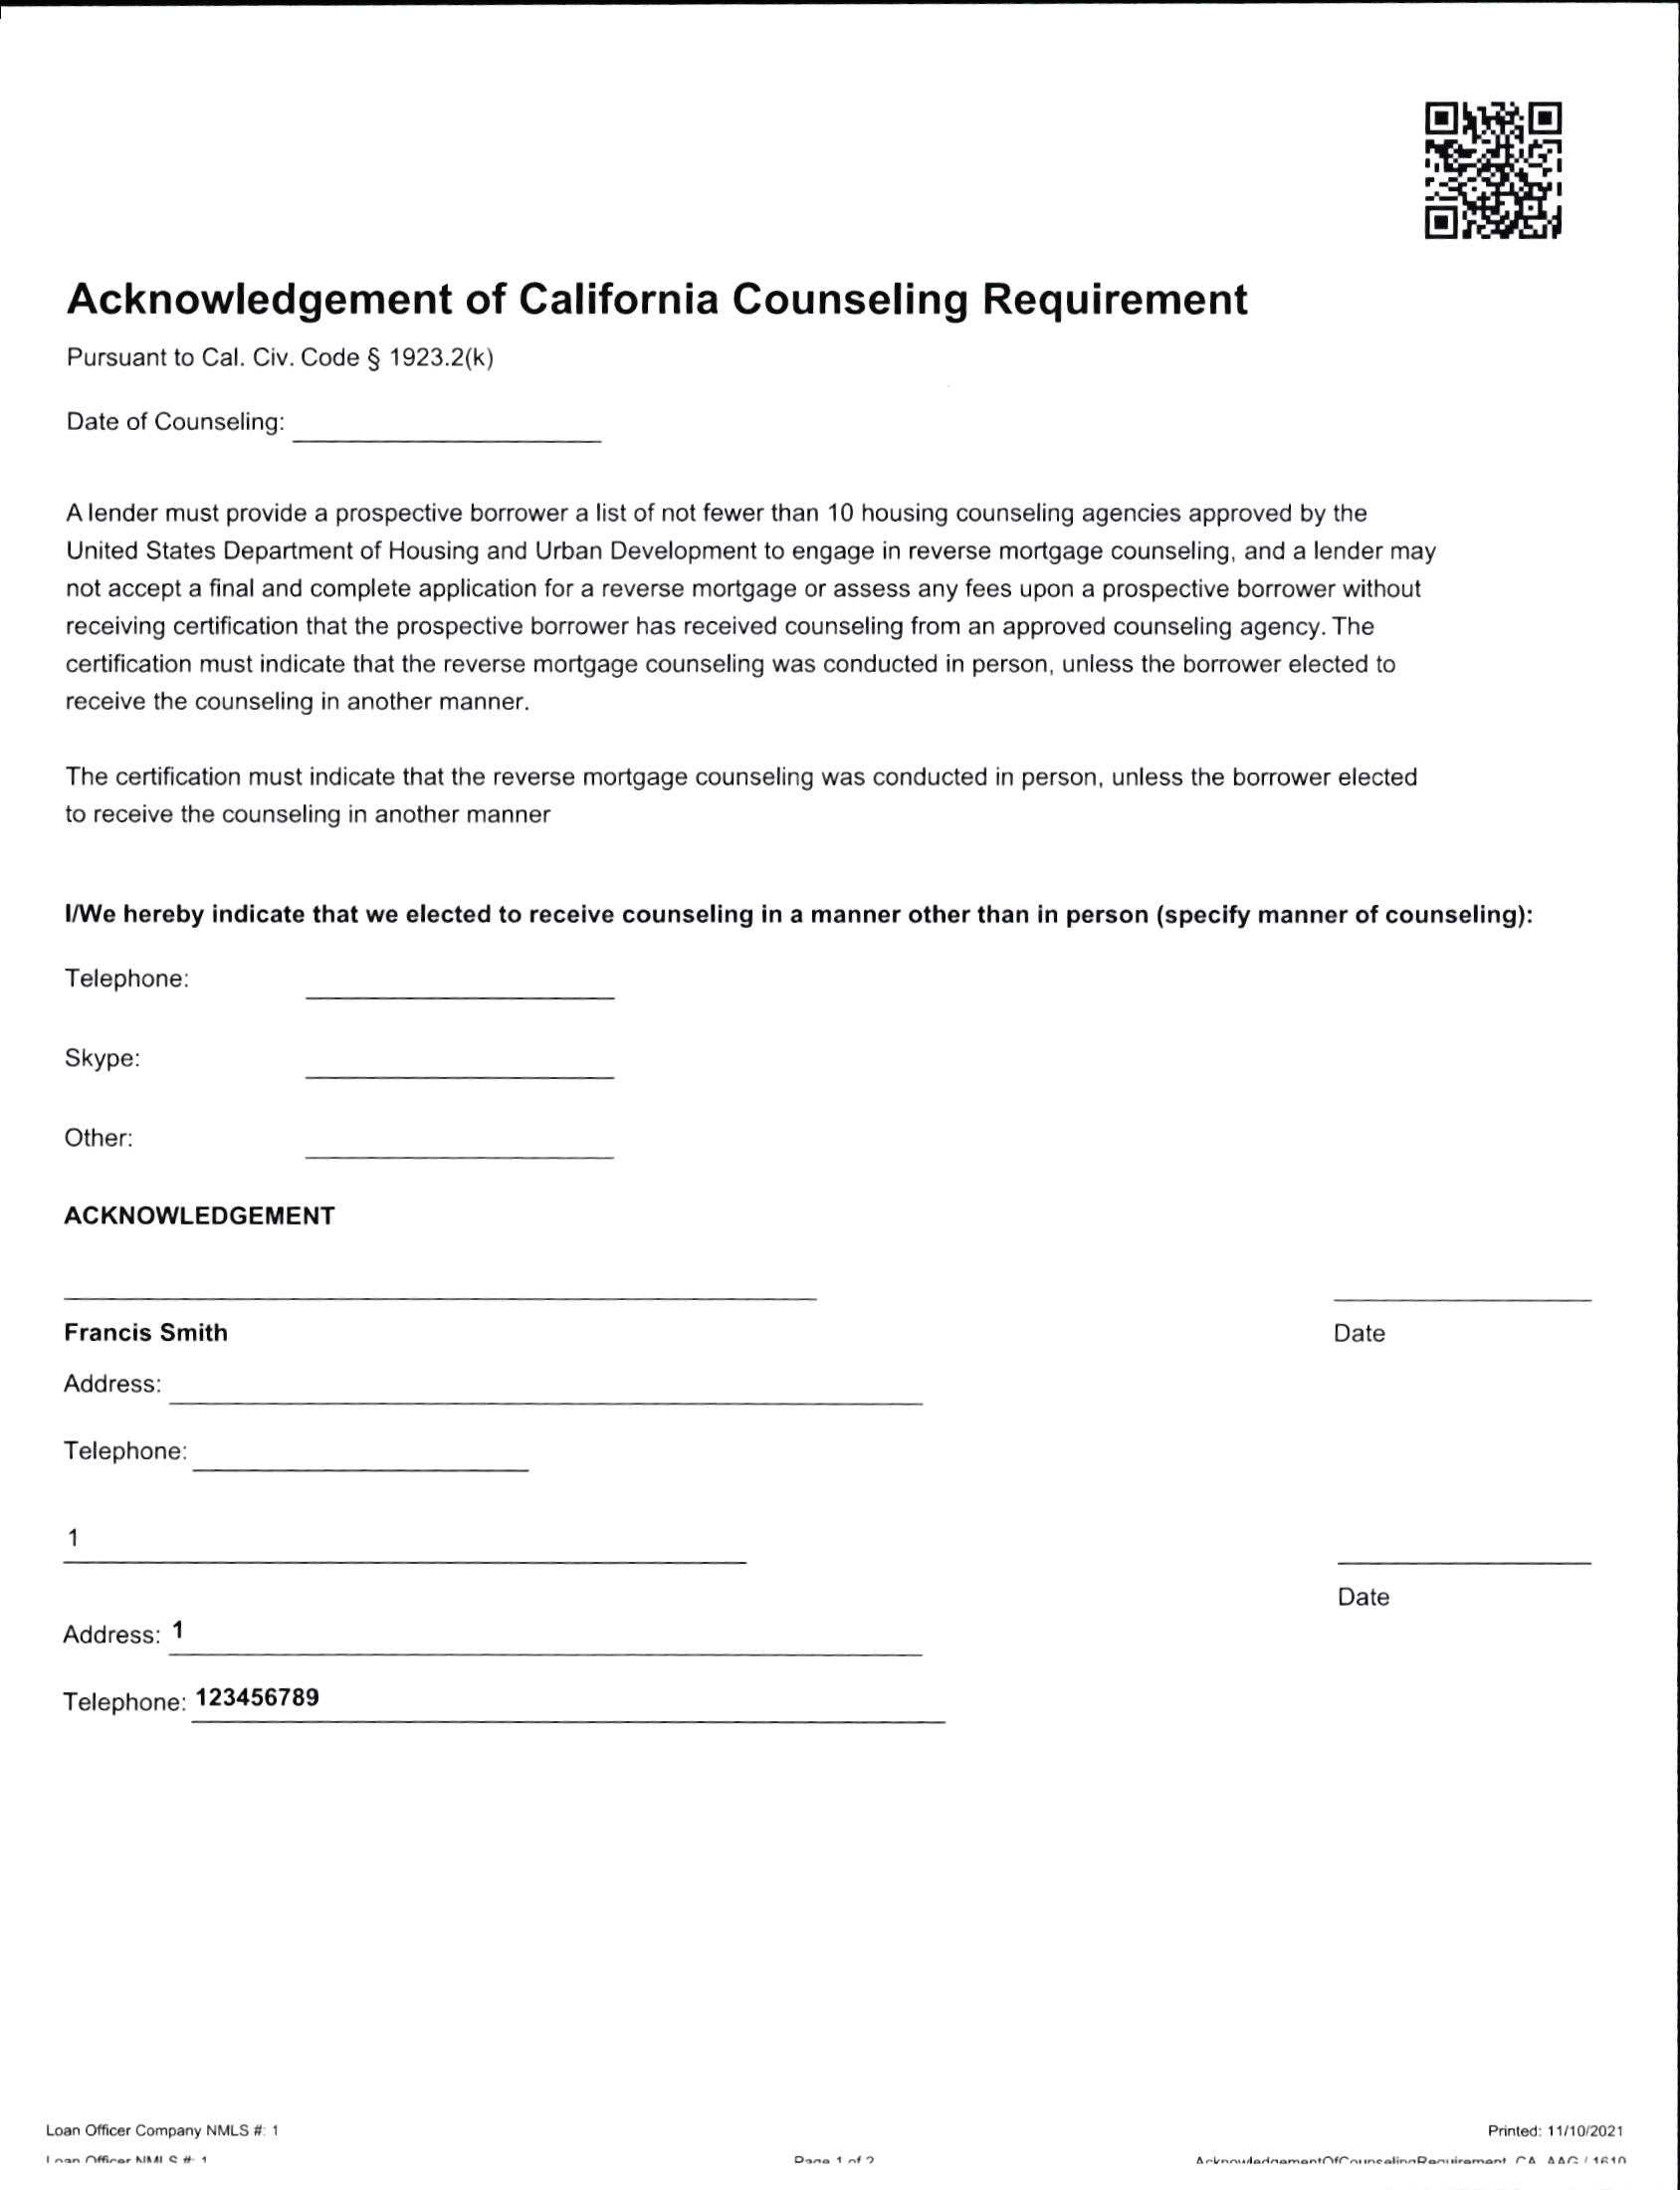 Acknowledgement of California Counseling Requirement
Pursuant to Cal. Civ. Code § 1923.2(k)
Date of Counseling:
A lender must provide a prospective borrower a list of not fewer than 10 housing counseling agencies approved by the
United States Department of Housing and Urban Development to engage in reverse mortgage counseling, and a lender may
not accept a final and complete application for a reverse mortgage or assess any fees upon a prospective borrower without
receiving certification that the prospective borrower has received counseling from an approved counseling agency. The
certification must indicate that the reverse mortgage counseling was conducted in person, unless the borrower elected to
receive the counseling in another manner.
The certification must indicate that the reverse mortgage counseling was conducted in person, unless the borrower elected
to receive the counseling in another manner
I/We hereby indicate that we elected to receive counseling in a manner other than in person (specify manner of counseling):
Telephone:
Skype:
Other:
ACKNOWLEDGEMENT
Francis Smith Date
Address:
Telephone:
1
Date
Address: 1
Telephone: 123456789
Loan Officer Company NMLS #: 1 Printed: 11/10/2021
Loan Officer NMLS #: 1 Page 1 of 2 AcknowledgementOfCounselingRequirement CA AAG / 1610